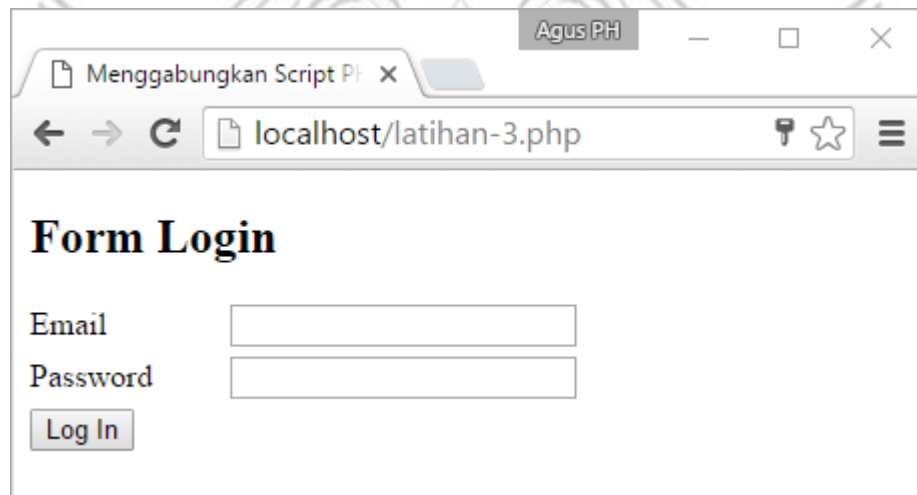 Agus PH
Menggabungkan Script PH
localhost/latihan-3.php
Form Login
Email
Password
Log In